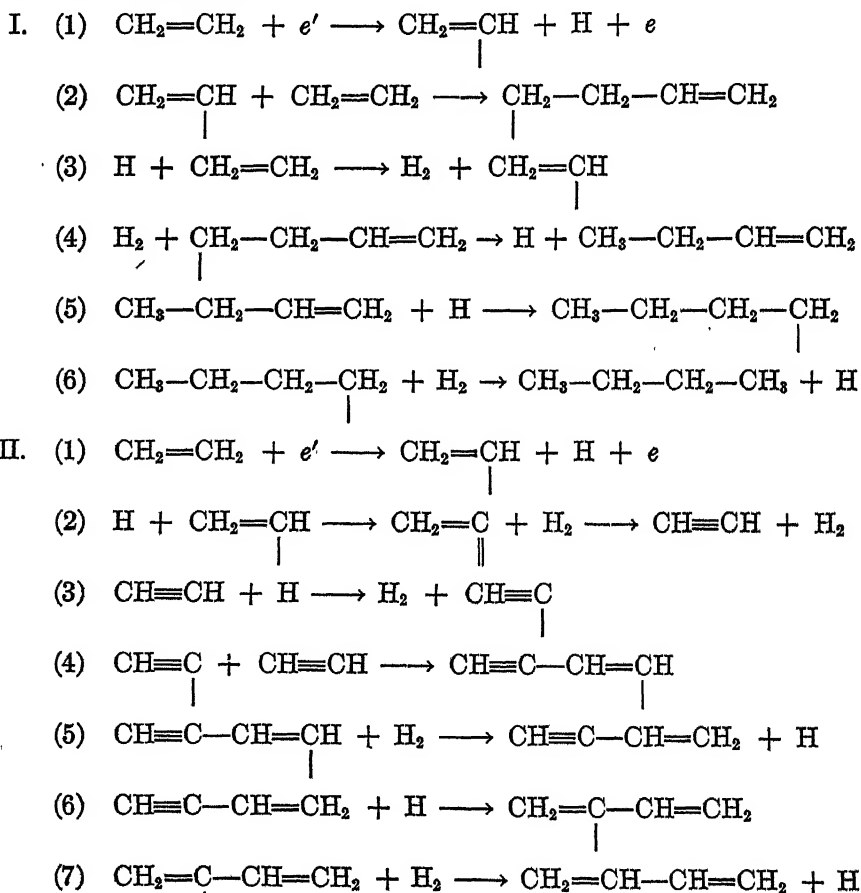 I. (1) CH₂=CH₂ + e′ ⟶ CH₂=CH + H + e
|
(2) CH₂=CH + CH₂=CH₂ ⟶ CH₂—CH₂—CH=CH₂
| |
(3) H + CH₂=CH₂ ⟶ H₂ + CH₂=CH
|
(4) H₂ + CH₂—CH₂—CH=CH₂ → H + CH₃—CH₂—CH=CH₂
|
(5) CH₃—CH₂—CH=CH₂ + H ⟶ CH₃—CH₂—CH₂—CH₂
|
(6) CH₃—CH₂—CH₂—CH₂ + H₂ → CH₃—CH₂—CH₂—CH₃ + H
|
II. (1) CH₂=CH₂ + e′ ⟶ CH₂=CH + H + e
|
(2) H + CH₂=CH ⟶ CH₂=C + H₂ ⟶ CH≡CH + H₂
| ||
(3) CH≡CH + H ⟶ H₂ + CH≡C
|
(4) CH≡C + CH≡CH ⟶ CH≡C—CH=CH
| |
(5) CH≡C—CH=CH + H₂ ⟶ CH≡C—CH=CH₂ + H
|
(6) CH≡C—CH=CH₂ + H ⟶ CH₂=C—CH=CH₂
|
(7) CH₂=C—CH=CH₂ + H₂ ⟶ CH₂=CH—CH=CH₂ + H